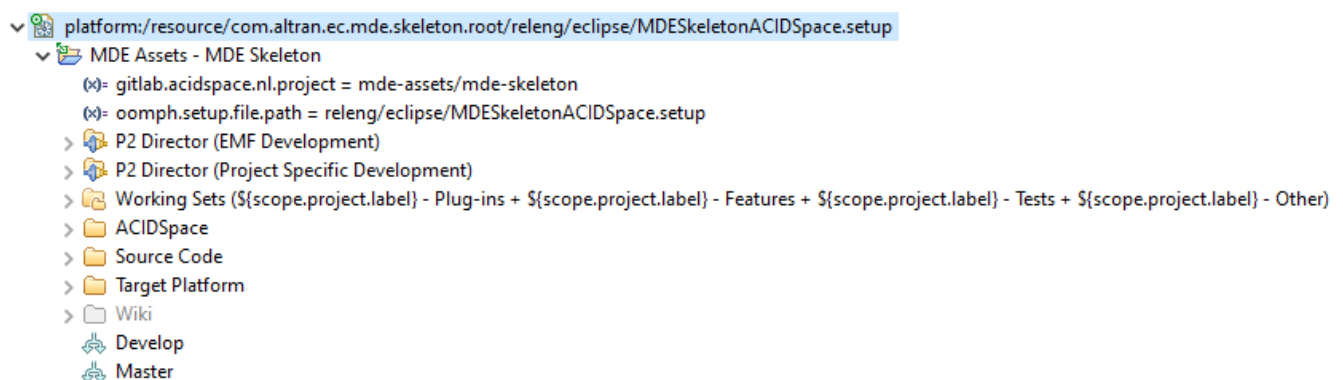 platform:/resource/com.altran.ec.mde.skeleton.root/releng/eclipse/MDESkeletonACIDSpace.setup
MDE Assets - MDE Skeleton
(x)= gitlab.acidspace.nl.project = mde-assets/mde-skeleton
(x)= oomph.setup.file.path = releng/eclipse/MDESkeletonACIDSpace.setup
P2 Director (EMF Development)
P2 Director (Project Specific Development)
Working Sets (${scope.project.label} - Plug-ins + ${scope.project.label} - Features + ${scope.project.label} - Tests + ${scope.project.label} - Other)
ACIDSpace
Source Code
Target Platform
Wiki
Develop
Master